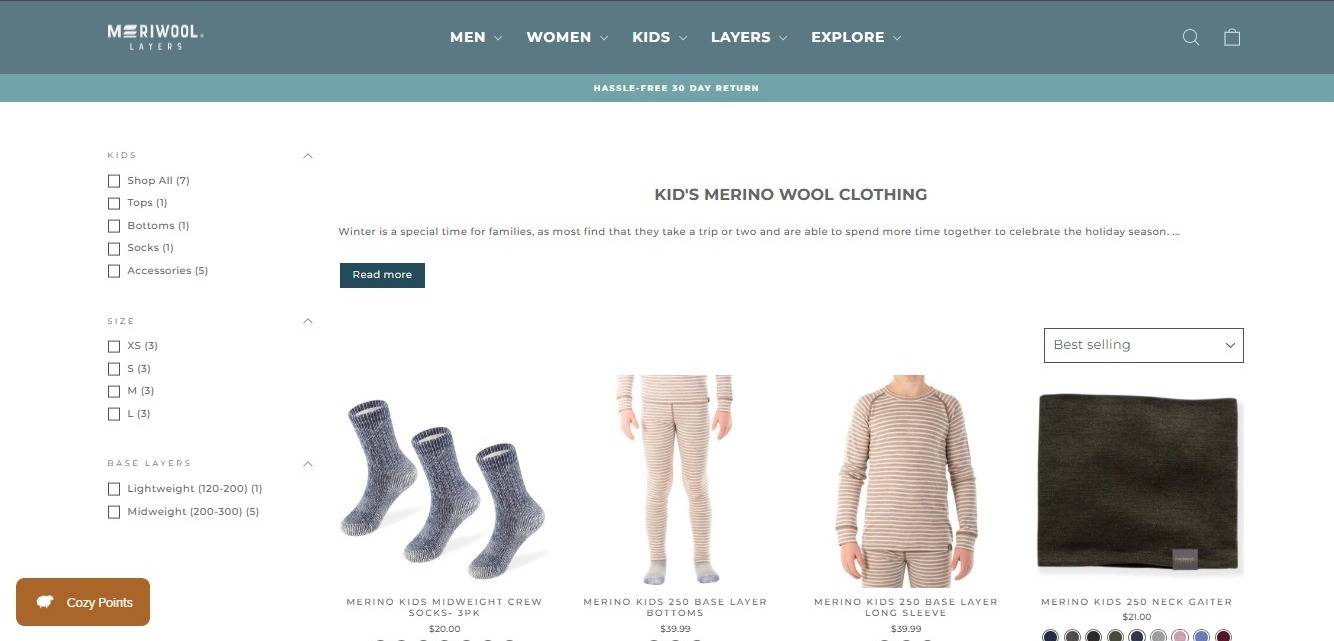 MERIWOOL
LAYERS
MEN
WOMEN
KIDS
LAYERS
EXPLORE
HASSLE-FREE 30 DAY RETURN
KIDS
Shop All (7)
Tops (1)
Bottoms (1)
Socks (1)
Accessories (5)
SIZE
XS (3)
S (3)
M (3)
L (3)
BASE LAYERS
Lightweight (120-200) (1)
Midweight (200-300) (5)
Cozy Points
KID'S MERINO WOOL CLOTHING
Winter is a special time for families, as most find that they take a trip or two and are able to spend more time together to celebrate the holiday season. ...
Read more
Best selling
MERINO KIDS MIDWEIGHT CREW
SOCKS- 3PK
$20.00
MERINO KIDS 250 BASE LAYER
BOTTOMS
$39.99
MERINO KIDS 250 BASE LAYER
LONG SLEEVE
$39.99
MERINO KIDS 250 NECK GAITER
$21.00